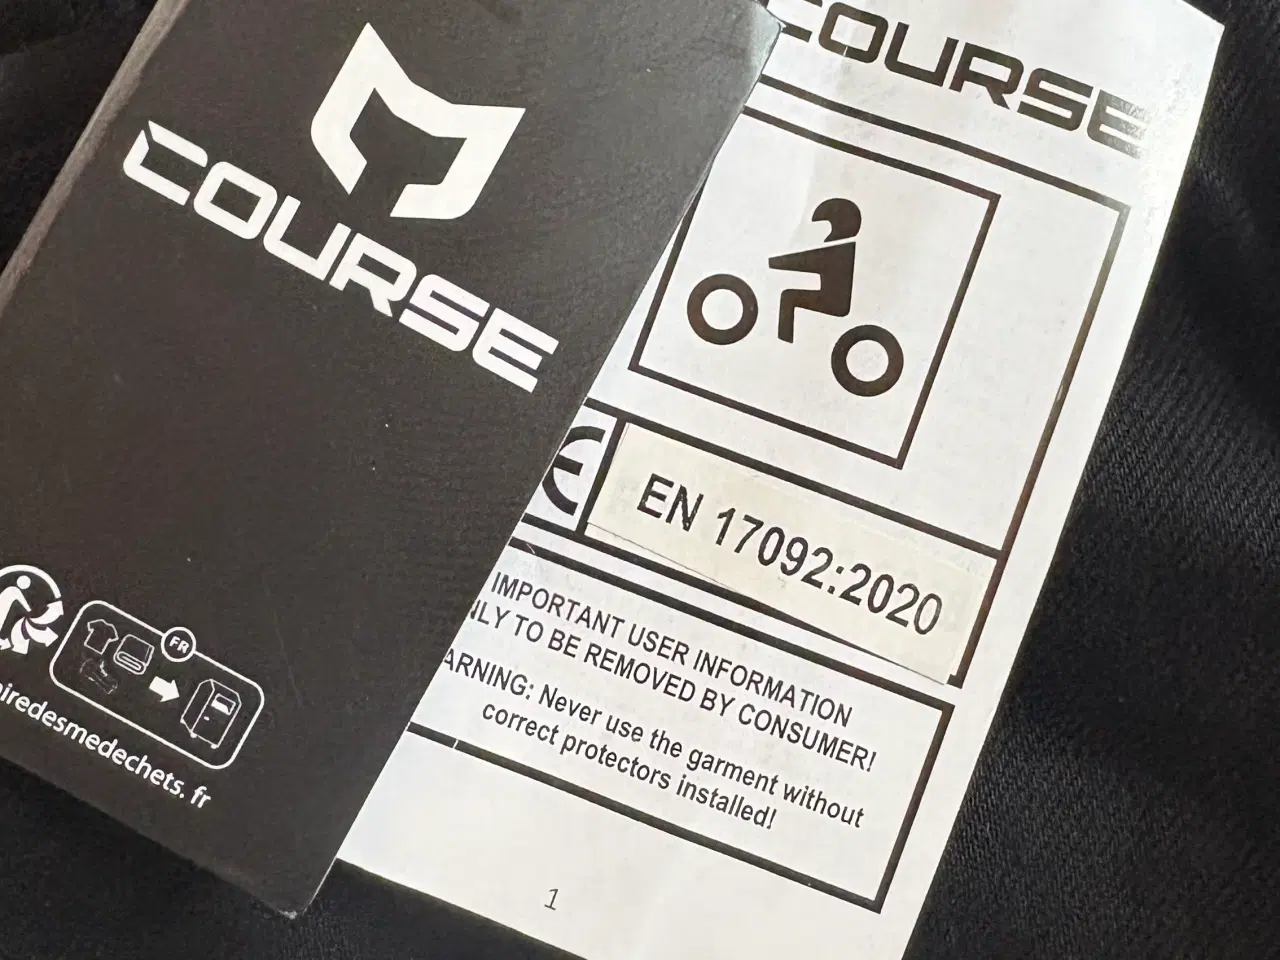 COURSE
FR
COURSE
CE
EN 17092:2020
IMPORTANT USER INFORMATION
TO BE REMOVED BY CONSUMER!
ARNING: Never use the garment without
correct protectors installed!
1
iredesmedechets.fr